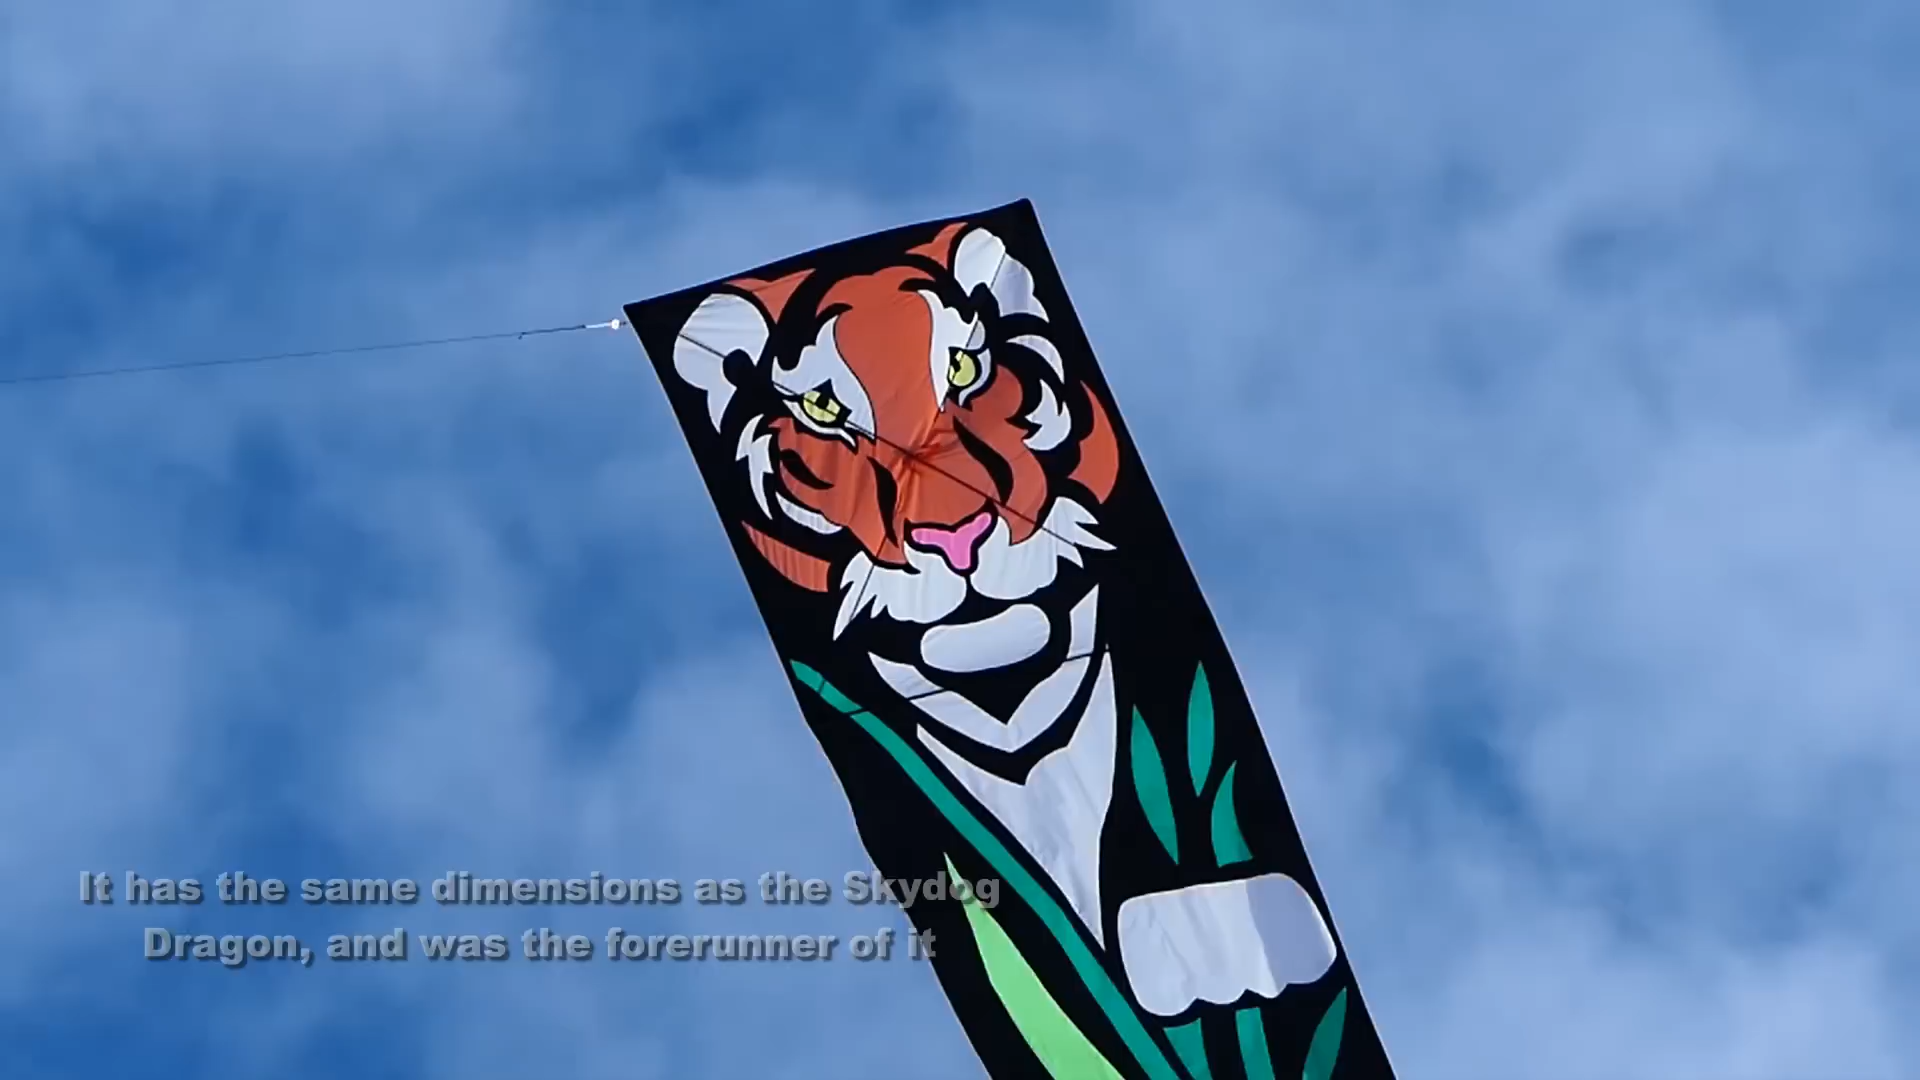 It has the same dimensions as the Skydog
Dragon, and was the forerunner of it